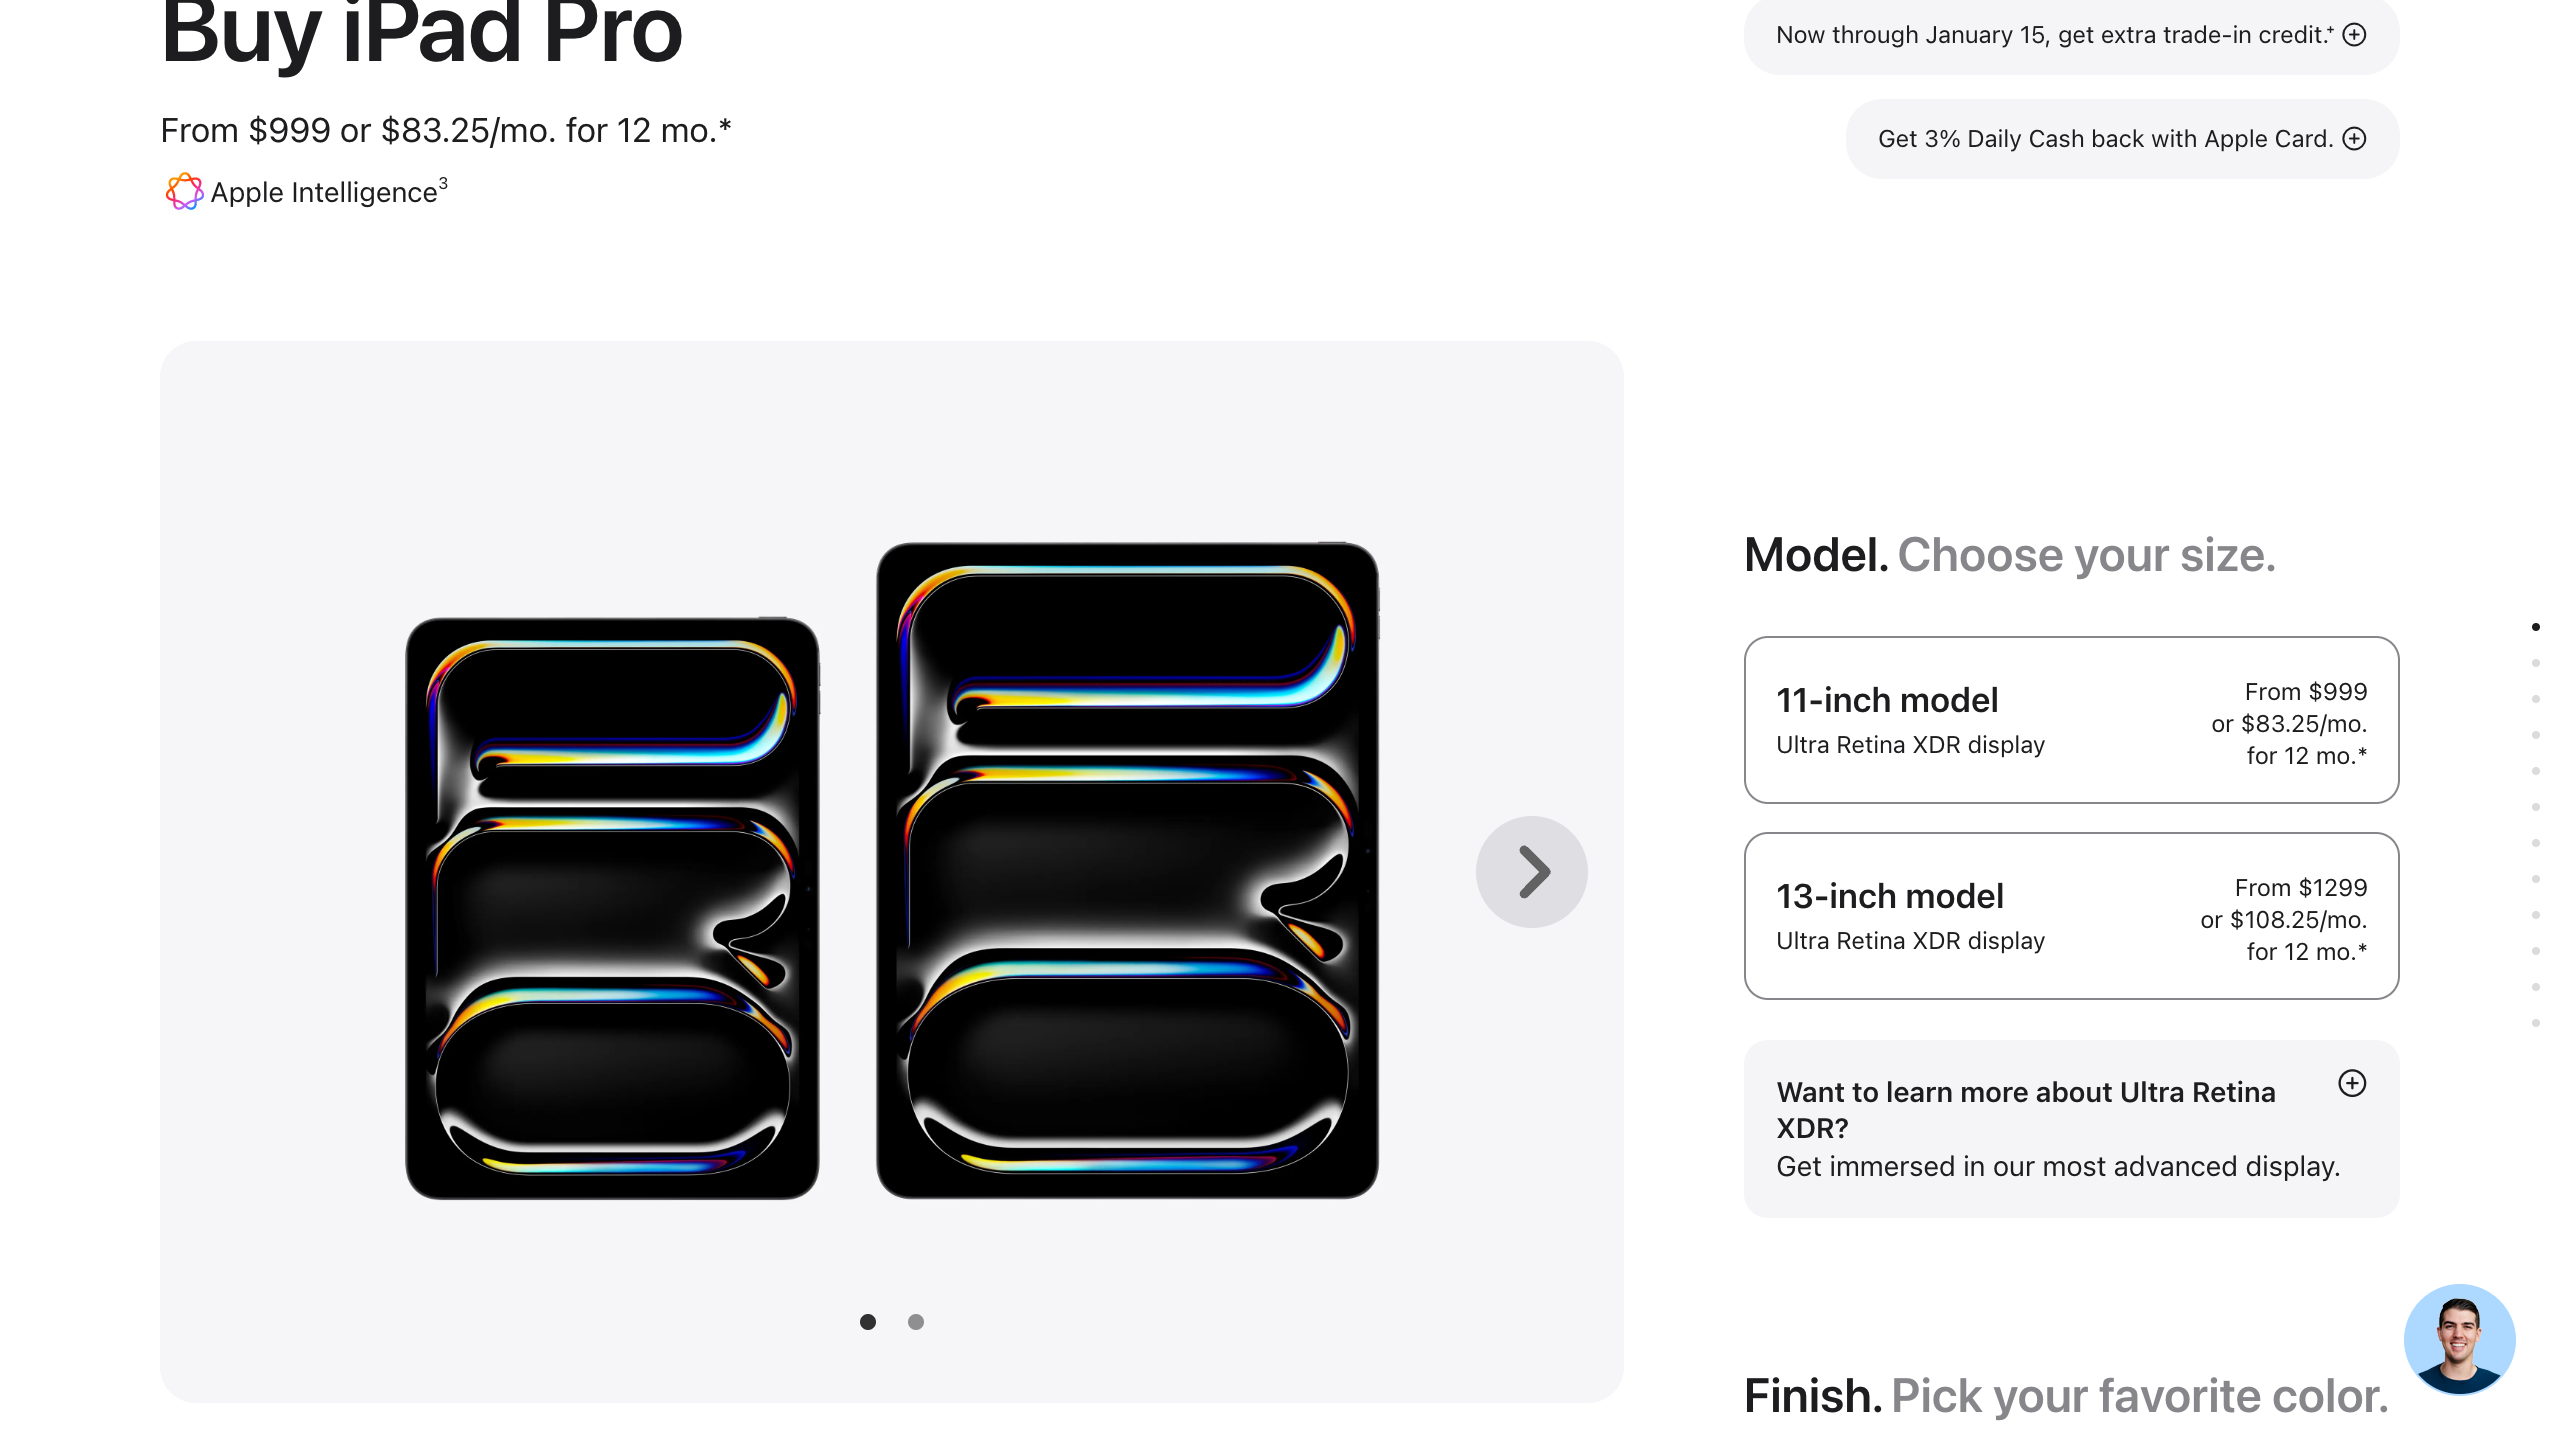 Buy iPad Pro
From $999 or $83.25/mo. for 12 mo.*
Apple Intelligence³
Now through January 15, get extra trade-in credit.⁺
Get 3% Daily Cash back with Apple Card.
Model. Choose your size.
11-inch model
Ultra Retina XDR display
From $999
or $83.25/mo.
for 12 mo.*
13-inch model
Ultra Retina XDR display
From $1299
or $108.25/mo.
for 12 mo.*
Want to learn more about Ultra Retina
XDR?
Get immersed in our most advanced display.
Finish. Pick your favorite color.